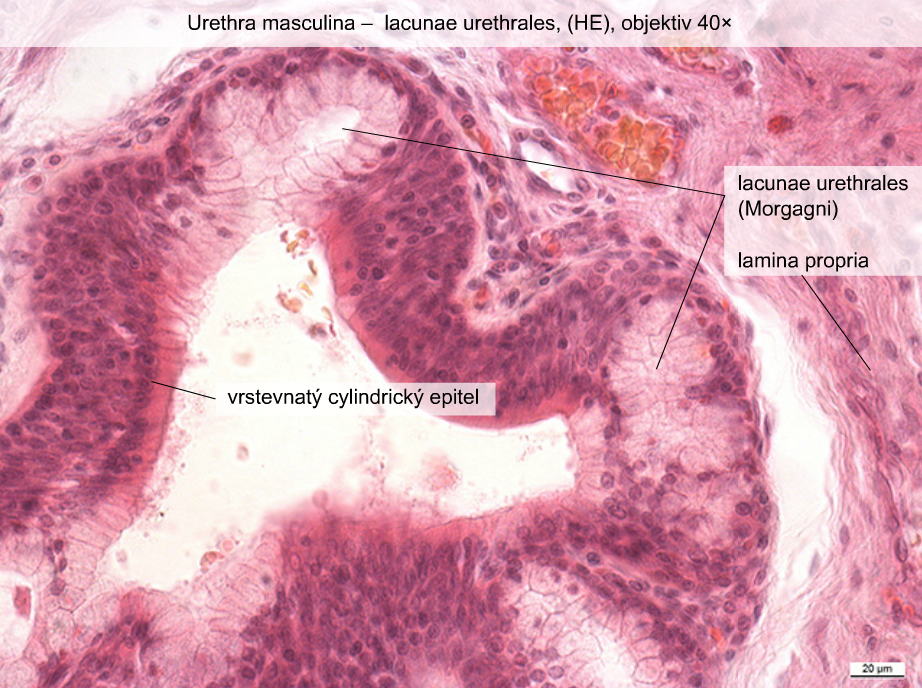 Urethra masculina – lacunae urethrales, (HE), objektiv 40×
lacunae urethrales
(Morgagni)
lamina propria
vrstevnatý cylindrický epitel
20 µm